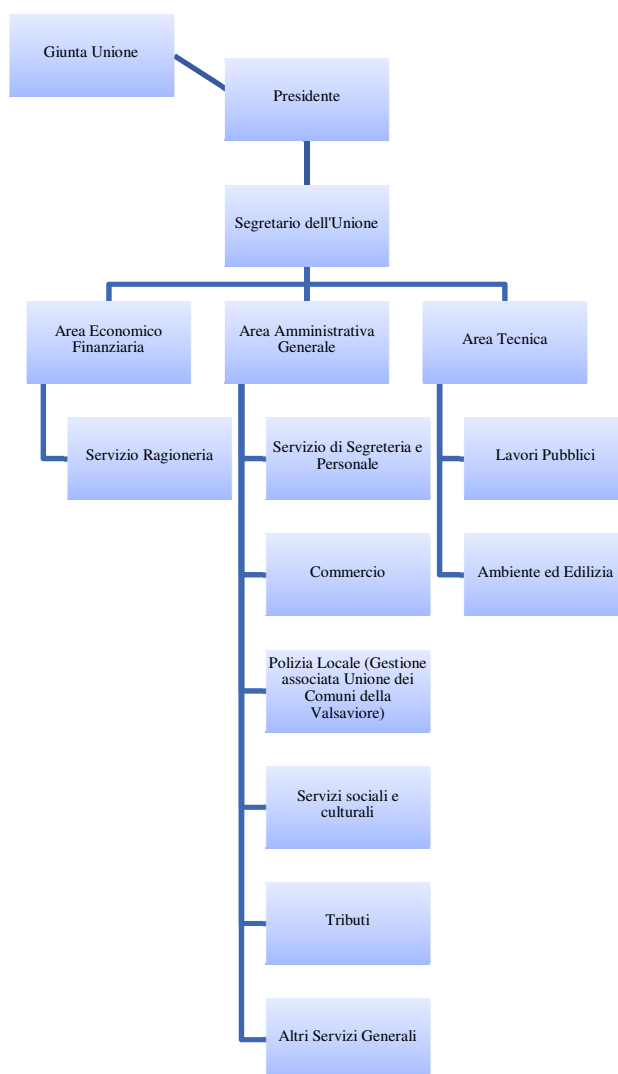 Giunta Unione
Presidente
Segretario dell'Unione
Area Economico
Finanziaria
Area Amministrativa
Generale
Area Tecnica
Servizio Ragioneria
Servizio di Segreteria e
Personale
Lavori Pubblici
Commercio
Ambiente ed Edilizia
Polizia Locale (Gestione
associata Unione dei
Comuni della
Valsaviore)
Servizi sociali e
culturali
Tributi
Altri Servizi Generali